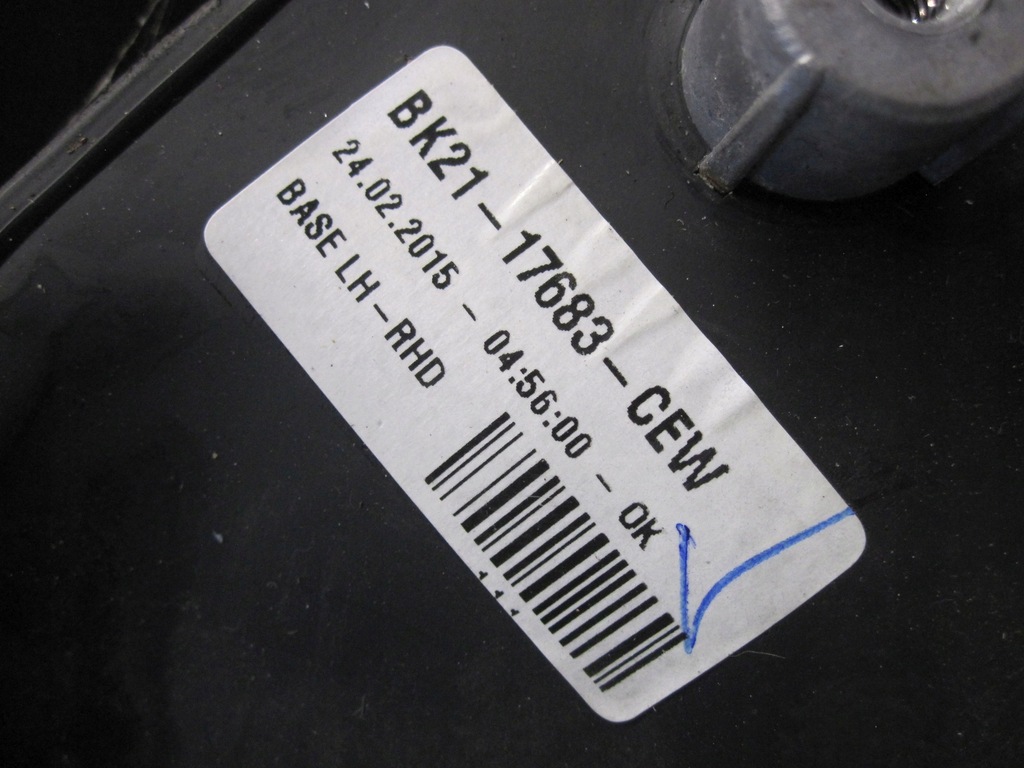 BK21-17683-CEW
24.02.2015 - 04:56:00 - OK
BASE LH-RHD